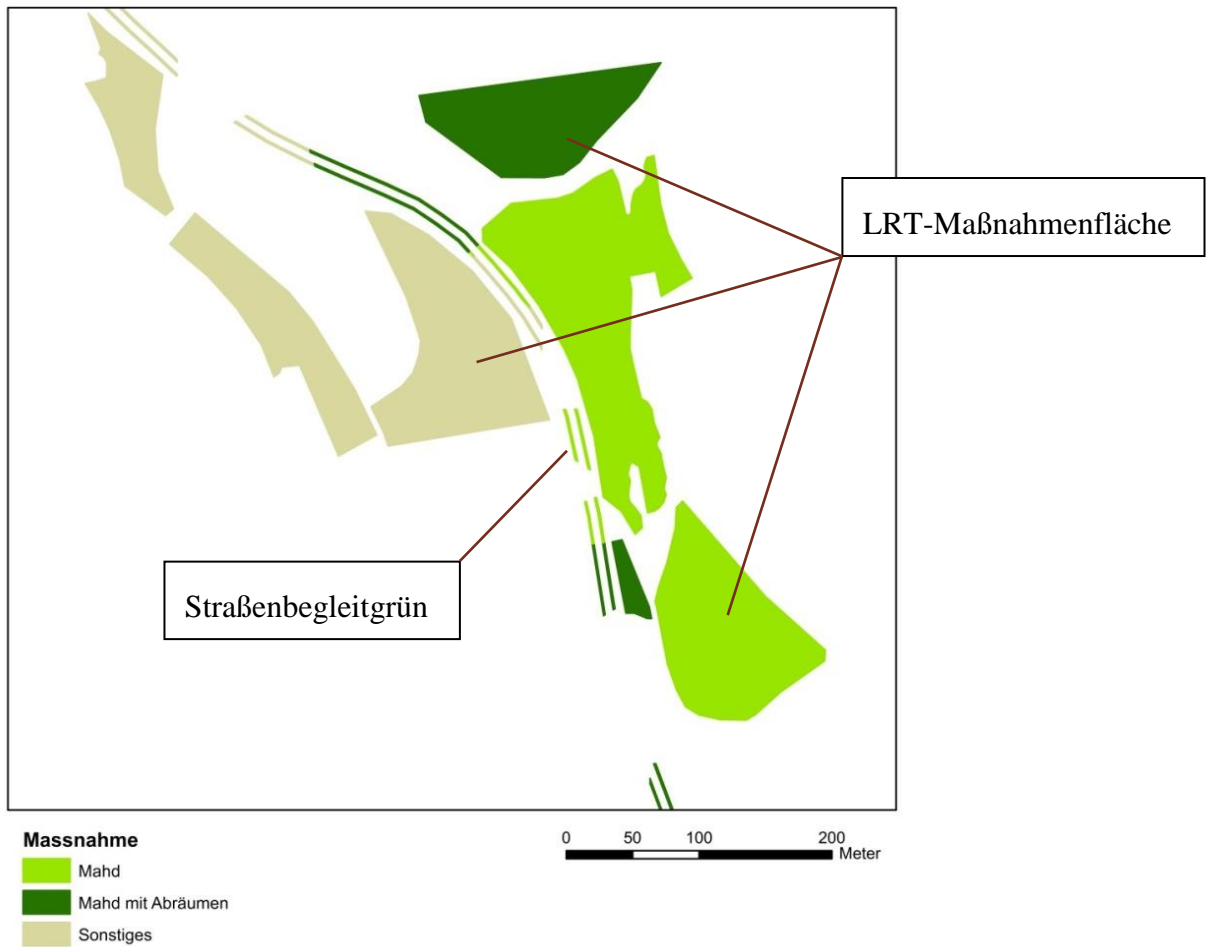 LRT-Maßnahmenfläche
Straßenbegleitgrün
Massnahme
Mahd
Mahd mit Abräumen
Sonstiges
0 50 100 200
Meter